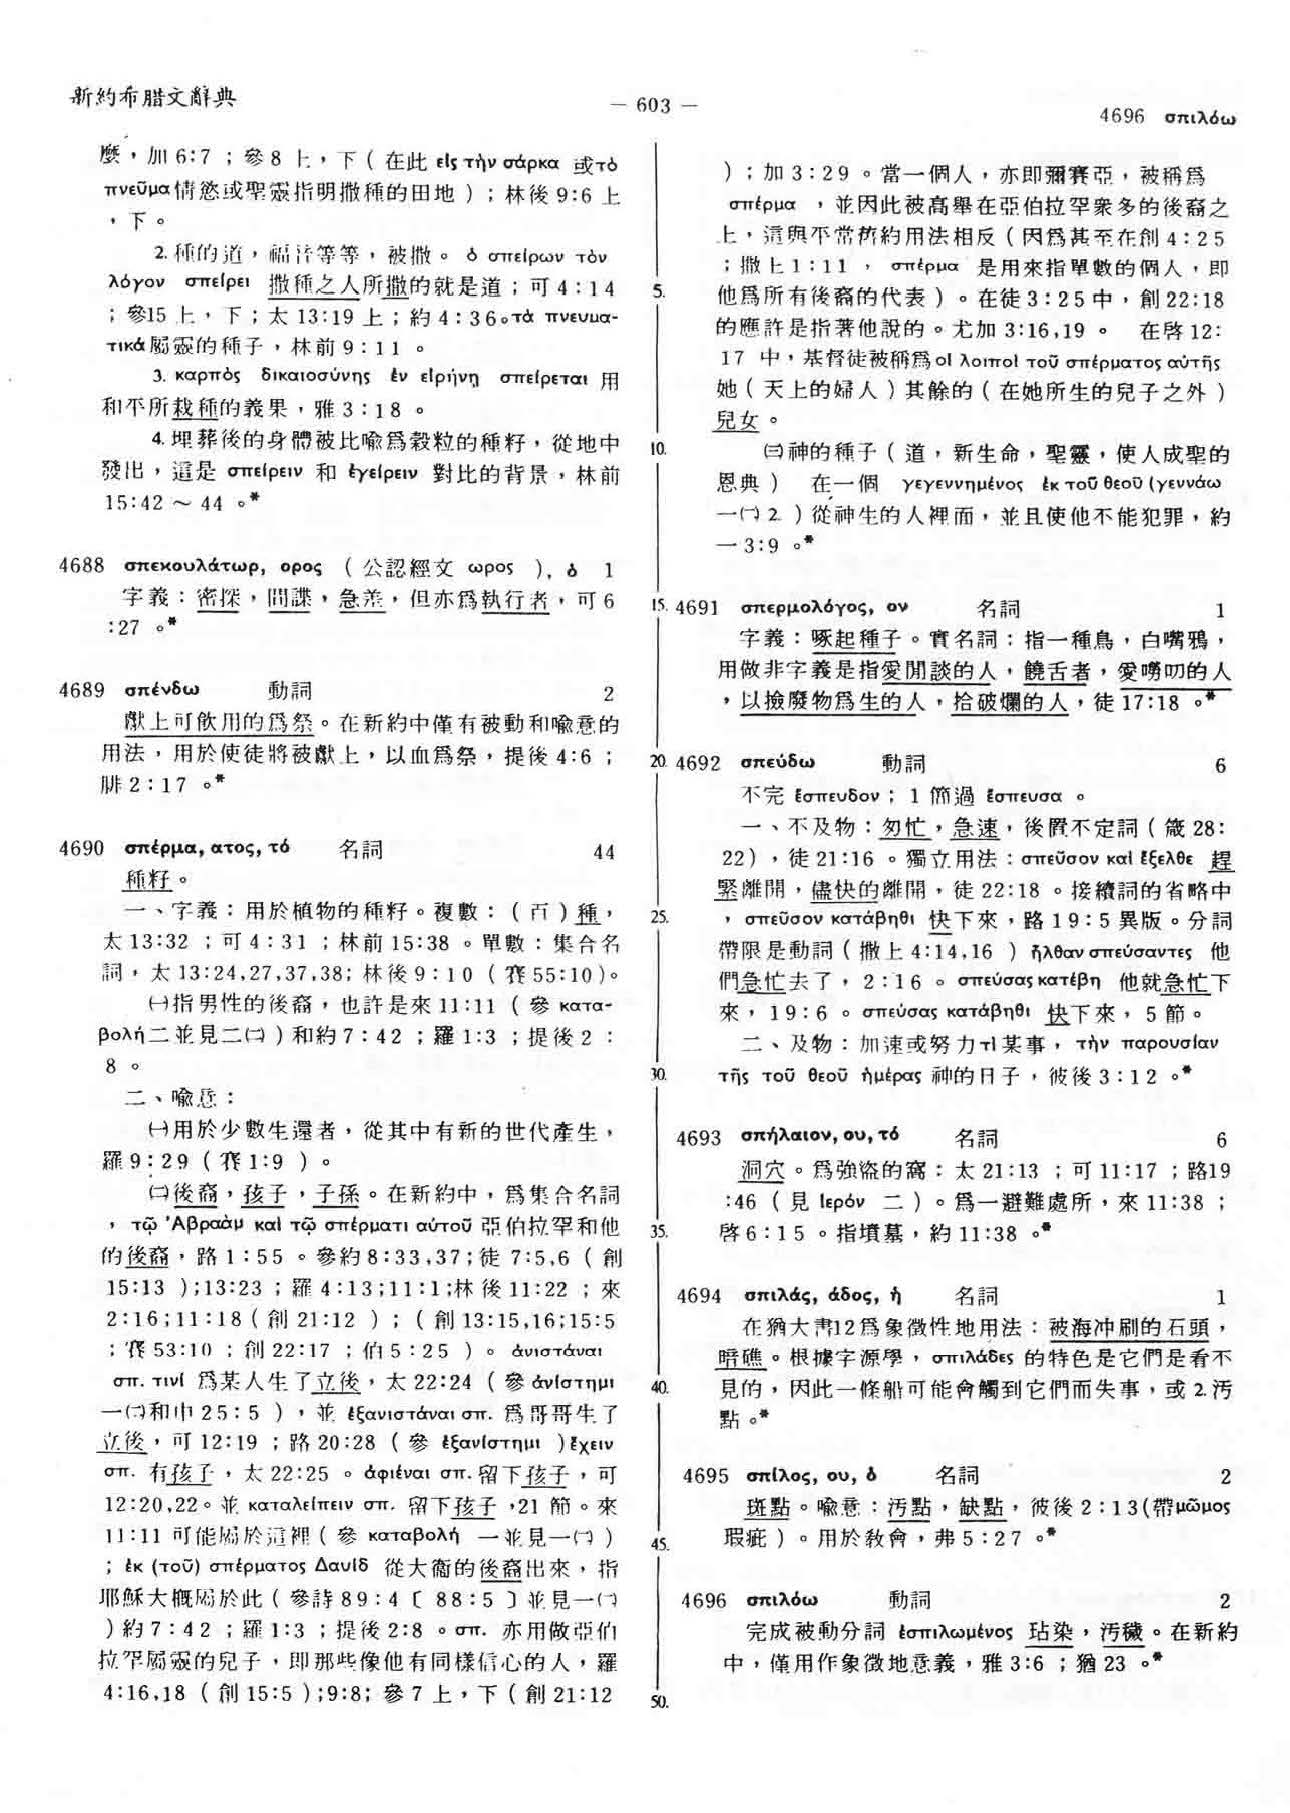 新約希腊文辭典
— 603 —
4696 σπιλόω
麼，加 6:7 ；參8 上，下（在此 εἰς τὴν σάρκα 或τὸ
πνεῦμα情慾或聖靈指明撒種的田地）；林後 9:6 上
，下。
2. 種的道，福音等等，被撒。ὁ σπείρων τὸν
λόγον σπείρει 撒種之人所撒的就是道；可 4：14
；參15 上，下；太 13:19 上；約 4：36。τὰ πνευμα-
τικά屬靈的種子，林前 9：11 。
3. καρπὸς δικαιοσύνης ἐν εἰρήνῃ σπείρεται 用
和平所栽種的義果，雅 3：18 。
4. 埋葬後的身體被比喻爲穀粒的種籽，從地中
發出，這是 σπείρειν 和 ἐγείρειν 對比的背景，林前
15:42 ～ 44 。*
4688 σπεκουλάτωρ, ορος （公認經文 ωρος ), ὁ 1
字義：密探，間諜，急差，但亦爲執行者，可 6
:27 。*
4689 σπένδω 動詞 2
獻上可飲用的爲祭。在新約中僅有被動和喻意的
用法，用於使徒將被獻上，以血爲祭，提後 4:6 ；
腓 2：17 。*
4690 σπέρμα, ατος, τό 名詞 44
種籽。
一、字義：用於植物的種籽。複數：（百）種，
太 13:32 ；可 4：31 ；林前 15:38 。單數：集合名
詞，太 13:24,27,37,38; 林後 9：10 （賽 55:10)。
㈠指男性的後裔，也許是來 11:11 （參 κατα-
βολή二並見二㈡）和約 7：42 ；羅 1:3 ；提後 2 :
8 。
二、喻意：
㈠用於少數生還者，從其中有新的世代產生，
羅 9：29 （賽 1:9 ）。
㈡後裔，孩子，子孫。在新約中，爲集合名詞
，τῷ Ἀβραὰμ καὶ τῷ σπέρματι αὐτοῦ 亞伯拉罕和他
的後裔，路 1：55 。參約 8：33,37;徒 7:5,6 （創
15:13 );13:23 ；羅 4:13;11:1;林後 11:22 ；來
2:16;11:18（創 21:12 ）；（創 13:15,16;15:5
；賽 53:10 ；創 22:17 ；伯 5：25 ）。ἀνιστάναι
σπ. τινί 爲某人生了立後，太 22:24 （參 ἀνίστημι
一㈡和申 25：5 ），並 ἐξανιστάναι σπ. 爲哥哥生了
立後，可 12:19 ；路 20:28 （參 ἐξανίστημι ）ἔχειν
σπ. 有孩子，太 22:25 。ἀφιέναι σπ. 留下孩子，可
12:20,22。並 καταλείπειν σπ. 留下孩子，21 節。來
11:11 可能屬於這裡（參 καταβολή 一並見一㈡）
；ἐκ (τοῦ) σπέρματος Δαυίδ 從大衞的後裔出來，指
耶穌大概屬於此（參詩 89：4〔 88：5 〕並見一㈠
）約 7：42 ；羅 1:3 ；提後 2:8 。σπ. 亦用做亞伯
拉罕屬靈的兒子，即那些像他有同樣信心的人，羅
4:16,18 （創 15:5 );9:8; 參 7 上，下（創 21:12
5.
10.
15.
20.
25.
30.
35.
40.
45.
50.
）；加 3：29 。當一個人，亦即彌賽亞，被稱爲
σπέρμα ，並因此被高舉在亞伯拉罕衆多的後裔之
上，這與平常舊約用法相反（因爲甚至在創 4：25
；撒上 1：11 ，σπέρμα 是用來指單數的個人，即
他爲所有後裔的代表）。在徒 3：25 中，創 22:18
的應許是指著他說的。尤加 3:16,19 。 在啓 12:
17 中，基督徒被稱爲οἱ λοιποὶ τοῦ σπέρματος αὐτῆς
她（天上的婦人）其餘的（在她所生的兒子之外）
兒女。
㈢神的種子（道，新生命，聖靈，使人成聖的
恩典） 在一個 γεγεννημένος ἐκ τοῦ θεοῦ (γεννάω
一㈠ 2. ）從神生的人裡面，並且使他不能犯罪，約
一 3:9 。*
4691 σπερμολόγος, ον 名詞 1
字義：啄起種子。實名詞：指一種鳥，白嘴鴉，
用做非字義是指愛閒談的人，饒舌者，愛嘮叨的人
，以撿廢物爲生的人，拾破爛的人，徒 17:18 。*
4692 σπεύδω 動詞 6
不完 ἔσπευδον；1 簡過 ἔσπευσα 。
一、不及物：匆忙，急速，後置不定詞（箴 28:
22），徒 21:16 。獨立用法：σπεῦσον καὶ ἔξελθε 趕
緊離開，儘快的離開，徒 22:18 。接續詞的省略中
，σπεῦσον κατάβηθι 快下來，路 19：5 異版。分詞
帶限是動詞（撒上 4:14,16 ）ἦλθαν σπεύσαντες 他
們急忙去了，2：16 。σπεύσας κατέβη 他就急忙下
來，19：6 。σπεύσας κατάβηθι 快下來，5 節。
二、及物：加速或努力 τὶ 某事，τὴν παρουσίαν
τῆς τοῦ θεοῦ ἡμέρας 神的日子，彼後 3：12 。*
4693 σπήλαιον, ου, τό 名詞 6
洞穴。爲強盜的窩：太 21:13 ；可 11:17 ；路19
:46 （見 ἱερόν 二）。爲一避難處所，來 11:38 ；
啓 6：15 。指墳墓，約 11:38 。*
4694 σπιλάς, άδος, ἡ 名詞 1
在猶大書12爲象徵性地用法：被海冲刷的石頭，
暗礁。根據字源學，σπιλάδες 的特色是它們是看不
見的，因此一條船可能會觸到它們而失事，或 2. 汚
點。*
4695 σπίλος, ου, ὁ 名詞 2
斑點。喻意：汚點，缺點，彼後 2：13(帶μῶμος
瑕疵）。用於敎會，弗 5：27 。*
4696 σπιλόω 動詞 2
完成被動分詞 ἐσπιλωμένος 玷染，汚穢。在新約
中，僅用作象徵地意義，雅 3:6 ；猶 23 。*